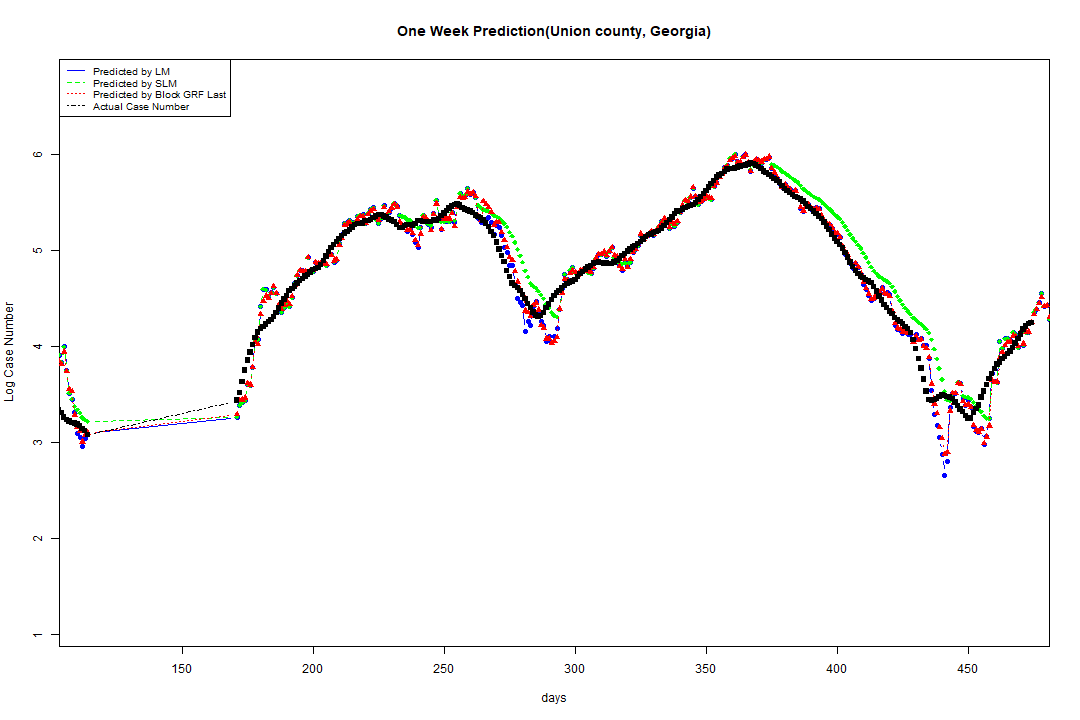 One Week Prediction(Union county, Georgia)
Predicted by LM
Predicted by SLM
Predicted by Block GRF Last
Actual Case Number
Log Case Number
6
5
4
3
2
1
150 200 250 300 350 400 450
days